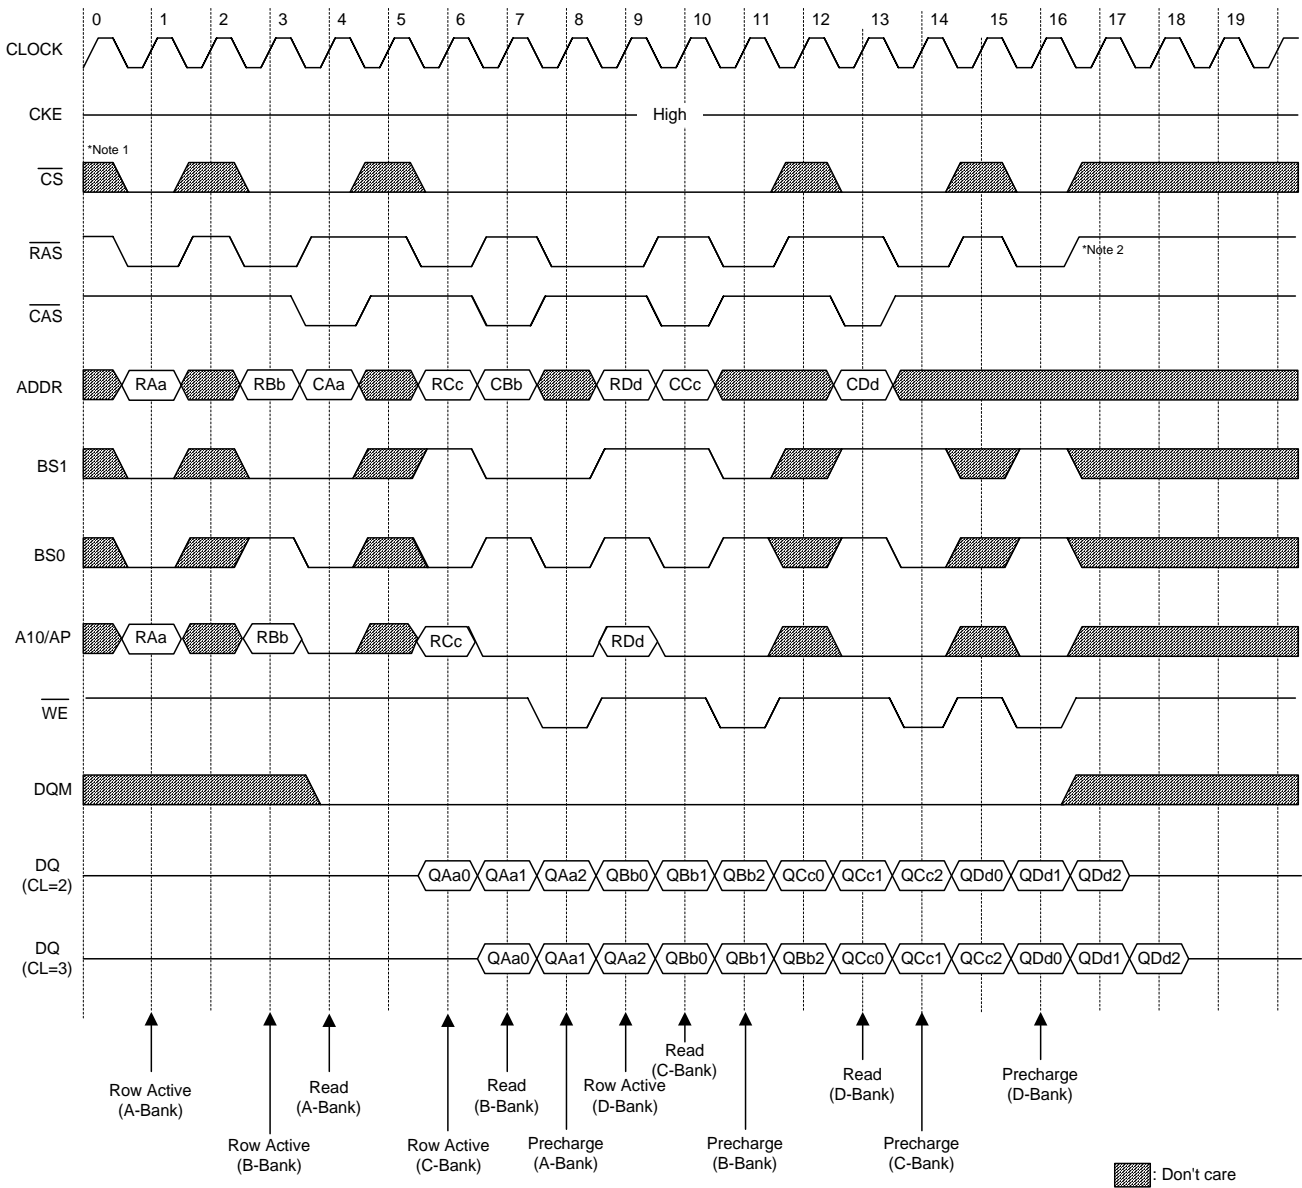 0 1 2 3 4 5 6 7 8 9 10 11 12 13 14 15 16 17 18 19
CLOCK
CKE High
*Note 1
CS
RAS *Note 2
CAS
ADDR RAa RBb CAa RCc CBb RDd CCc CDd
BS1
BS0
A10/AP RAa RBb RCc RDd
WE
DQM
DQ
(CL=2) QAa0 QAa1 QAa2 QBb0 QBb1 QBb2 QCc0 QCc1 QCc2 QDd0 QDd1 QDd2
DQ
(CL=3) QAa0 QAa1 QAa2 QBb0 QBb1 QBb2 QCc0 QCc1 QCc2 QDd0 QDd1 QDd2
Row Active
(A-Bank)
Row Active
(B-Bank)
Read
(A-Bank)
Row Active
(C-Bank)
Read
(B-Bank)
Precharge
(A-Bank)
Row Active
(D-Bank)
Read
(C-Bank)
Precharge
(B-Bank)
Read
(D-Bank)
Precharge
(C-Bank)
Precharge
(D-Bank)
: Don't care